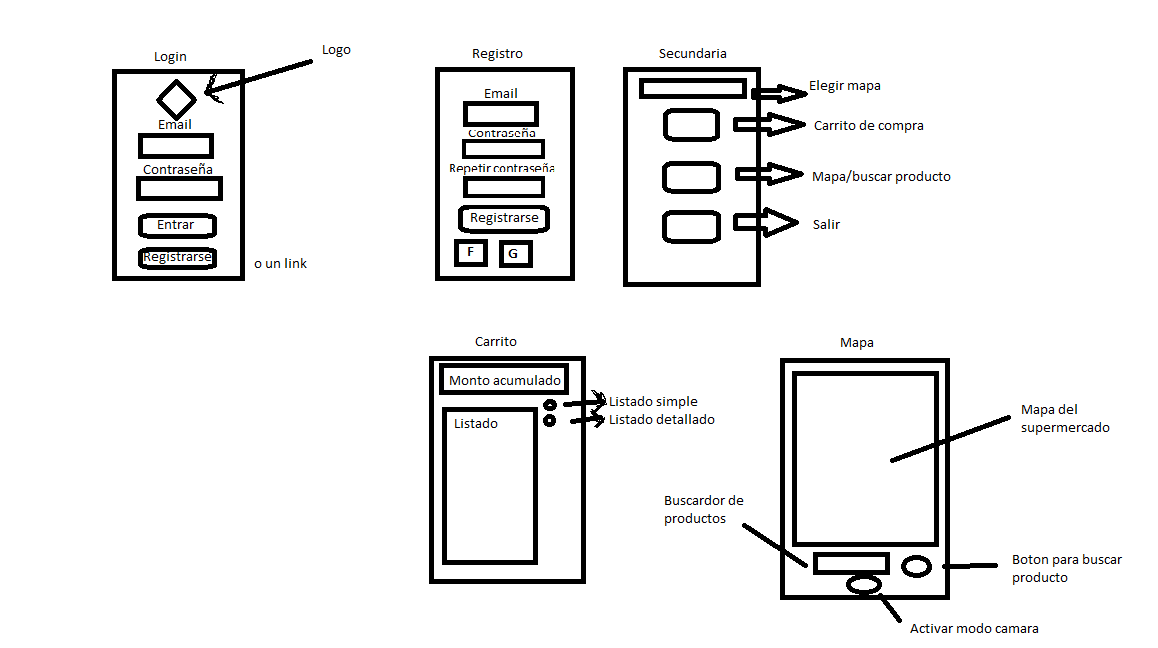 Login
Logo
Email
Contraseña
Entrar
Registrarse
o un link
Registro
Email
Contraseña
Repetir contraseña
Registrarse
F
G
Secundaria
Elegir mapa
Carrito de compra
Mapa/buscar producto
Salir
Carrito
Monto acumulado
Listado simple
Listado detallado
Listado
Mapa
Mapa del
supermercado
Buscardor de
productos
Boton para buscar
producto
Activar modo camara